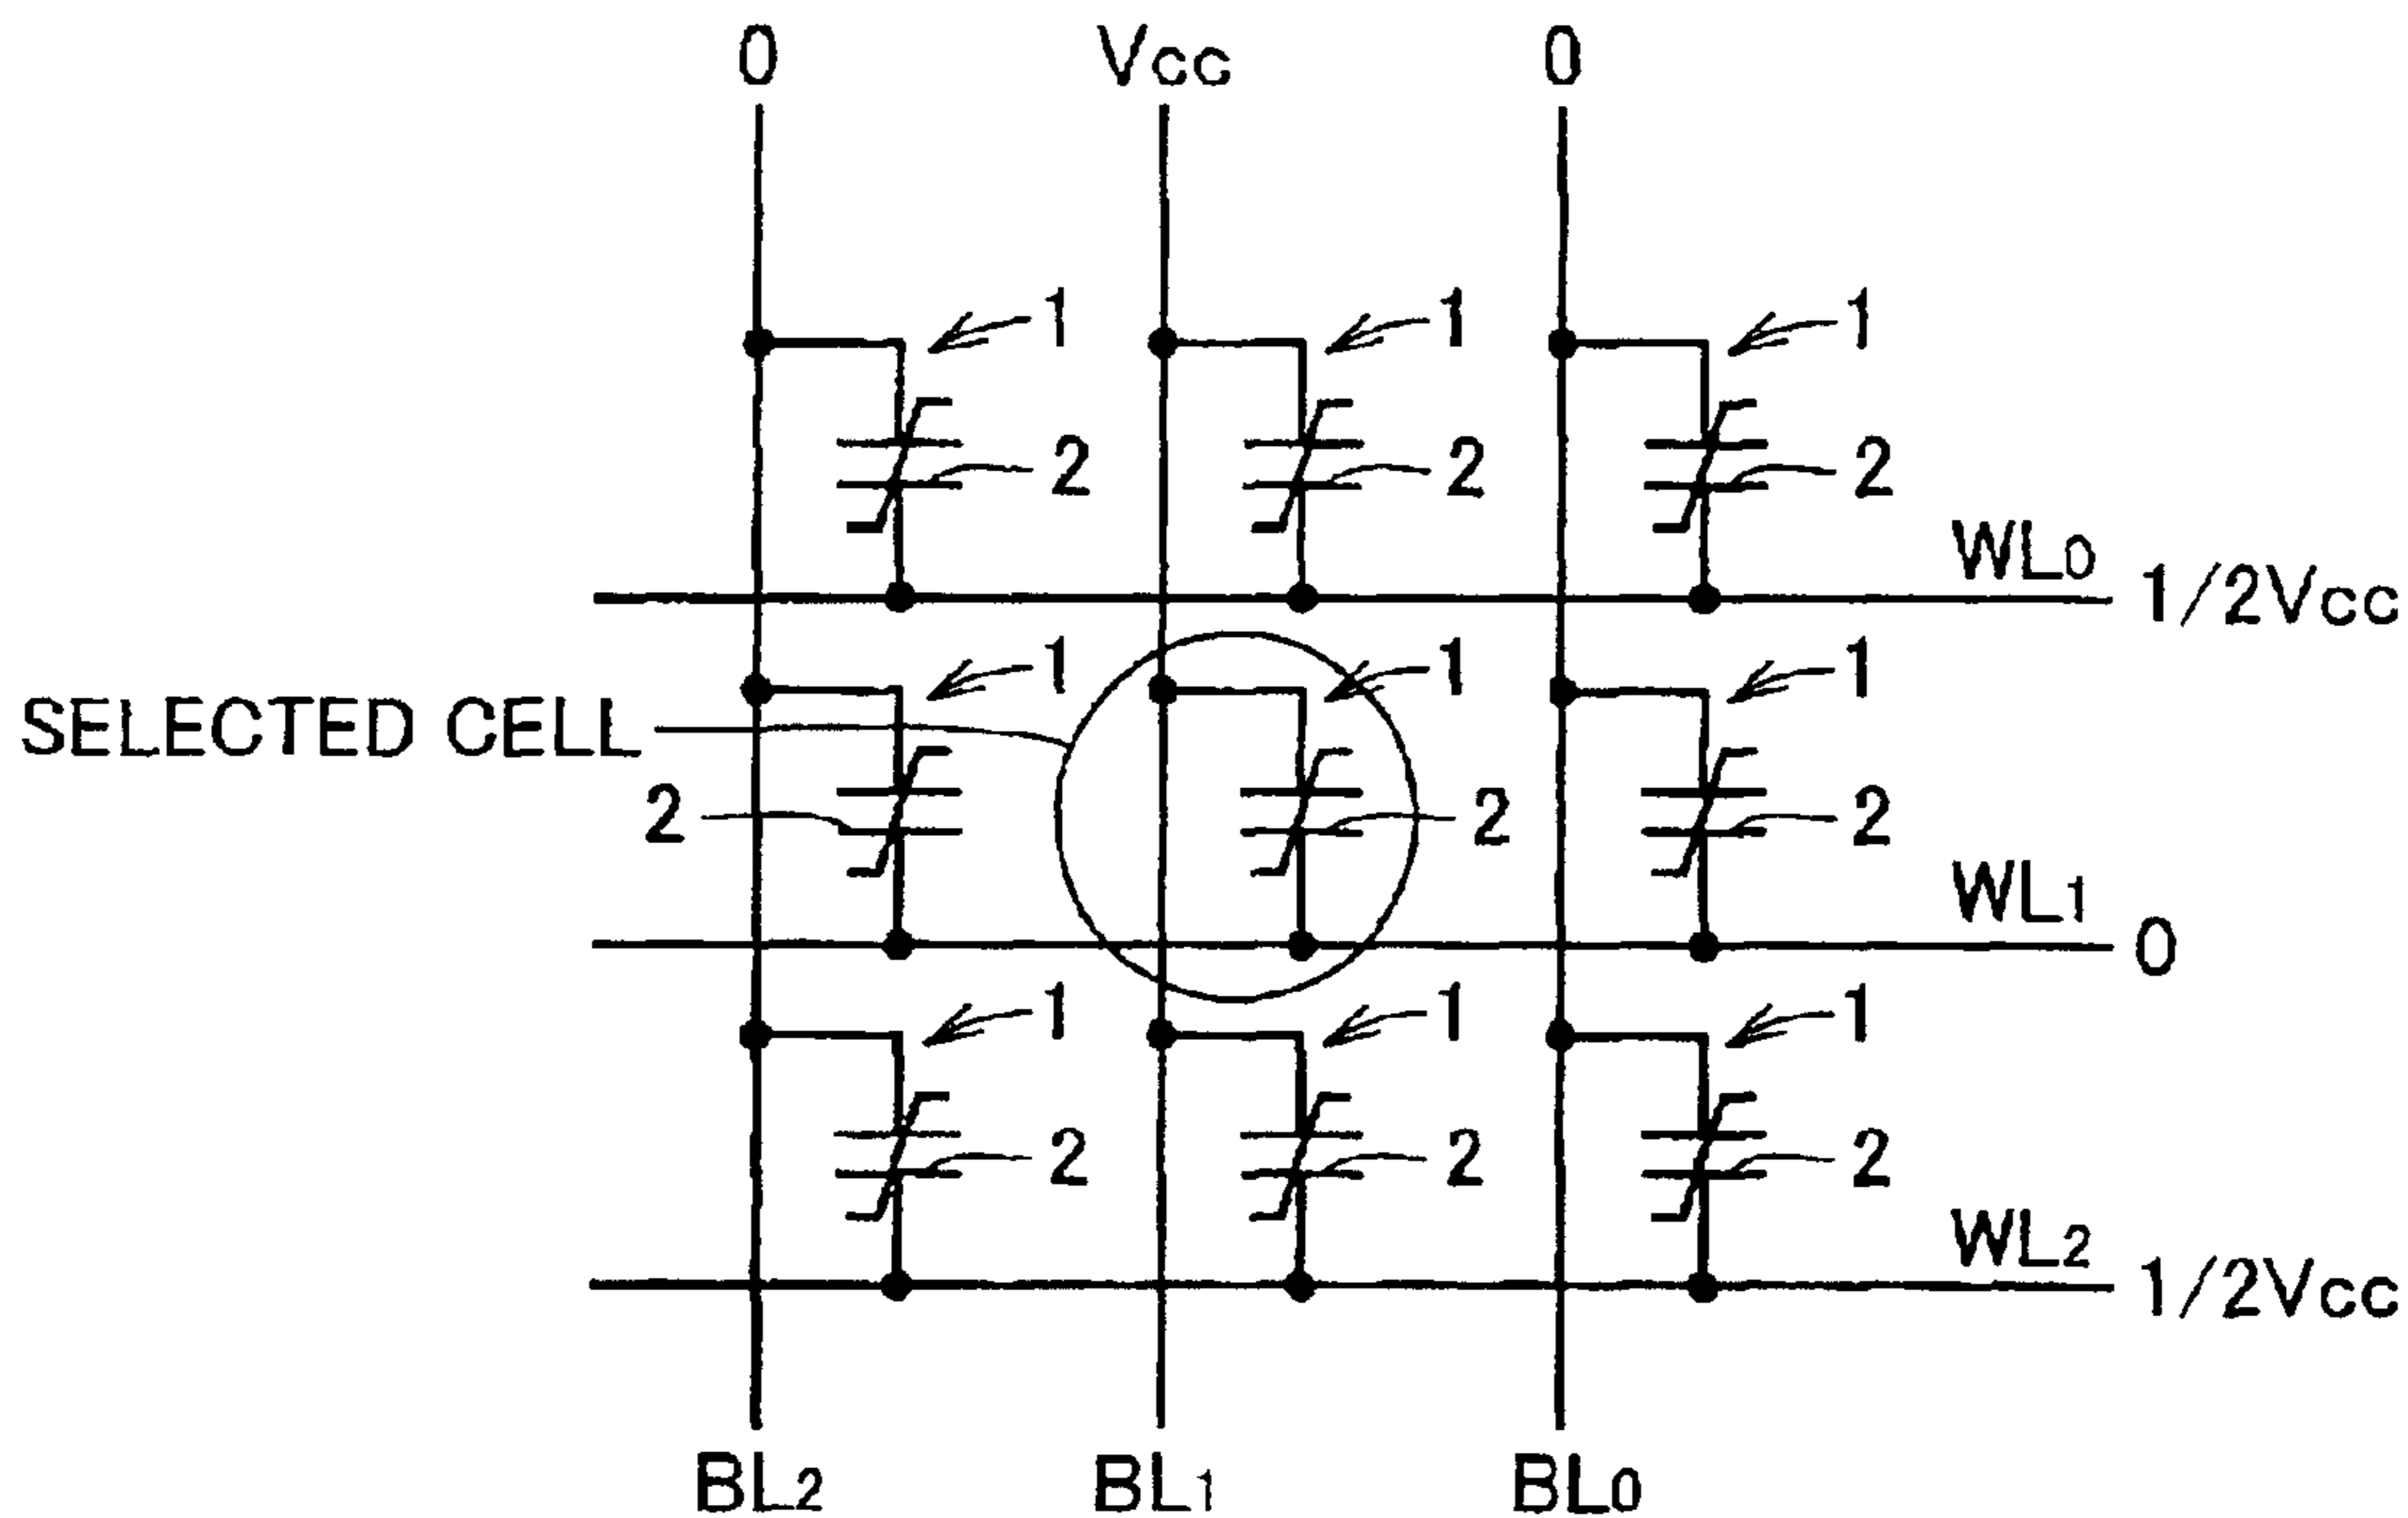 0 Vcc 0
1 1 1
2 2 2
WL0
1/2Vcc
1 1 1
SELECTED CELL
2 2 2
WL1
0
1 1 1
2 2 2
WL2
1/2Vcc
BL2 BL1 BL0